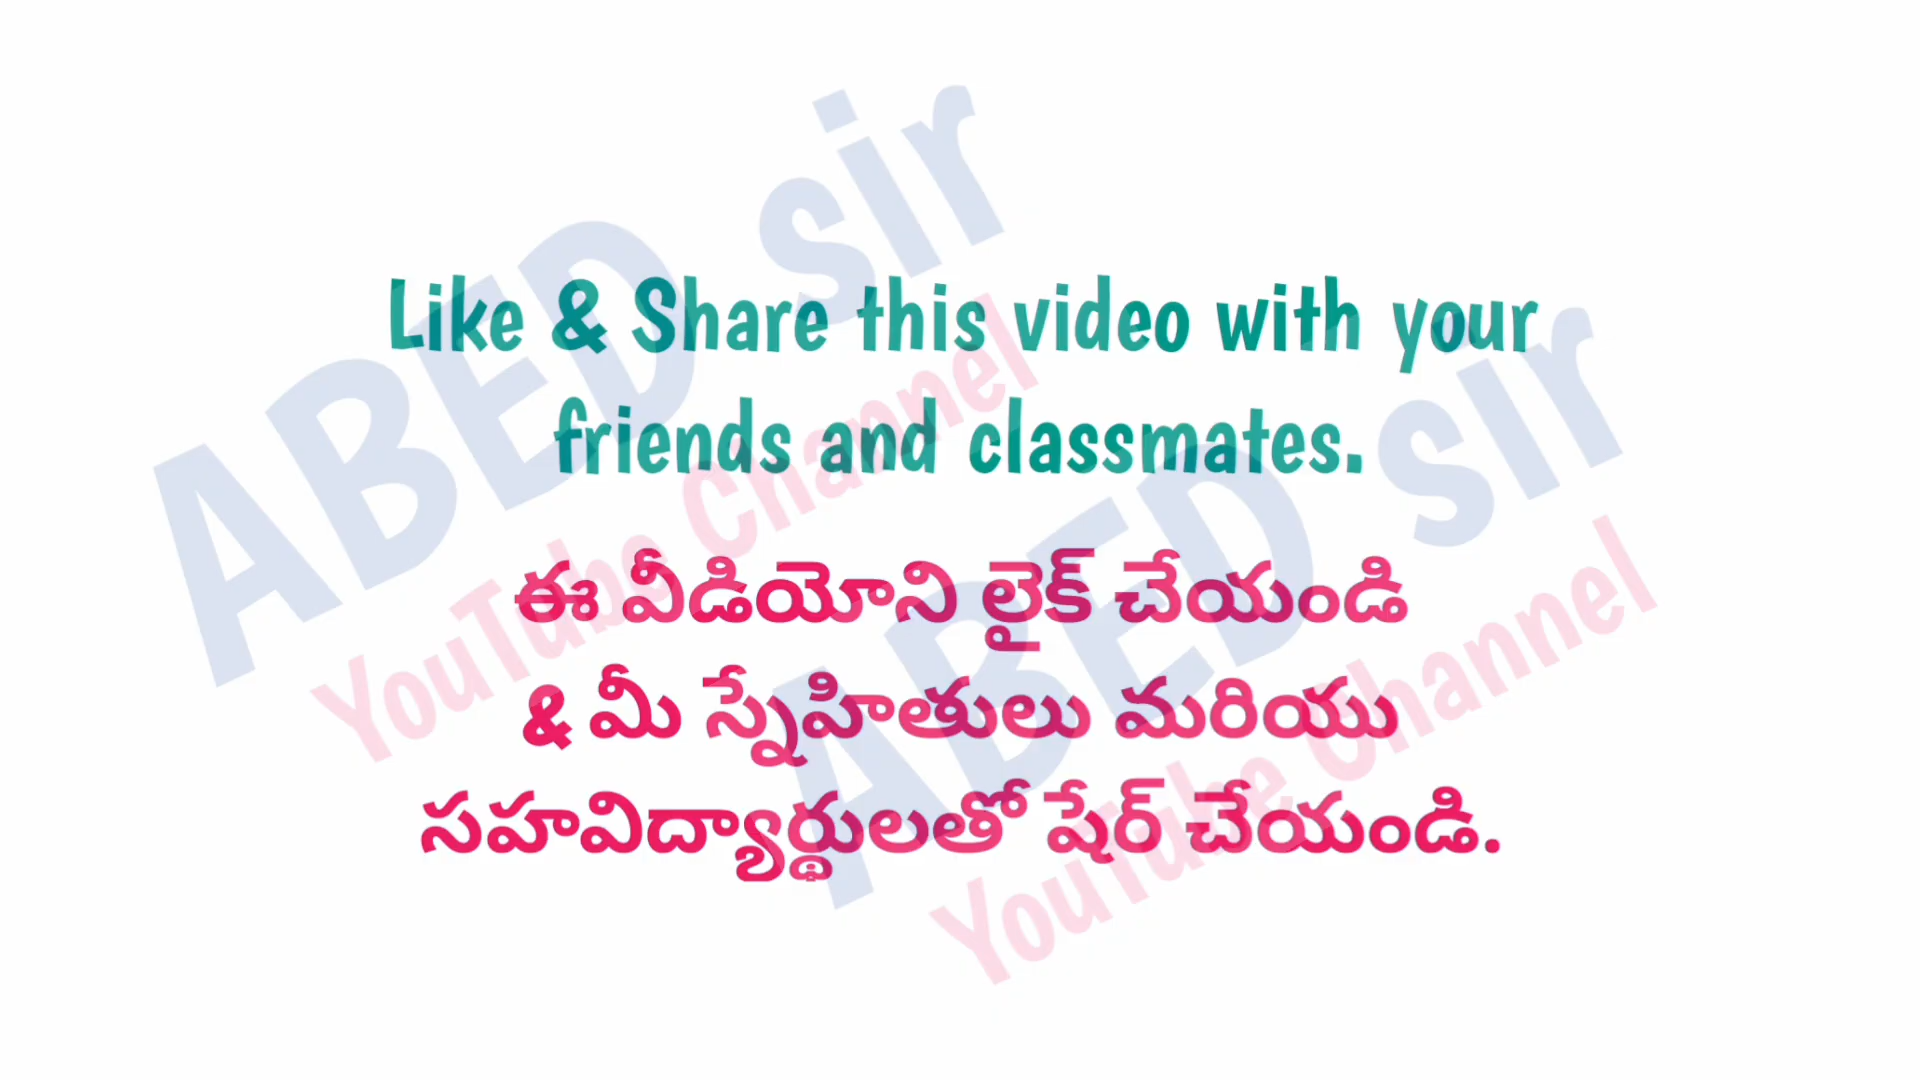 Like & Share this video with your
friends and classmates.
ఈ వీడియోని లైక్ చేయండి
& మీ స్నేహితులు మరియు
సహవిద్యార్థులతో షేర్ చేయండి.
ABED sir
YouTube Channel
ABED sir
YouTube Channel